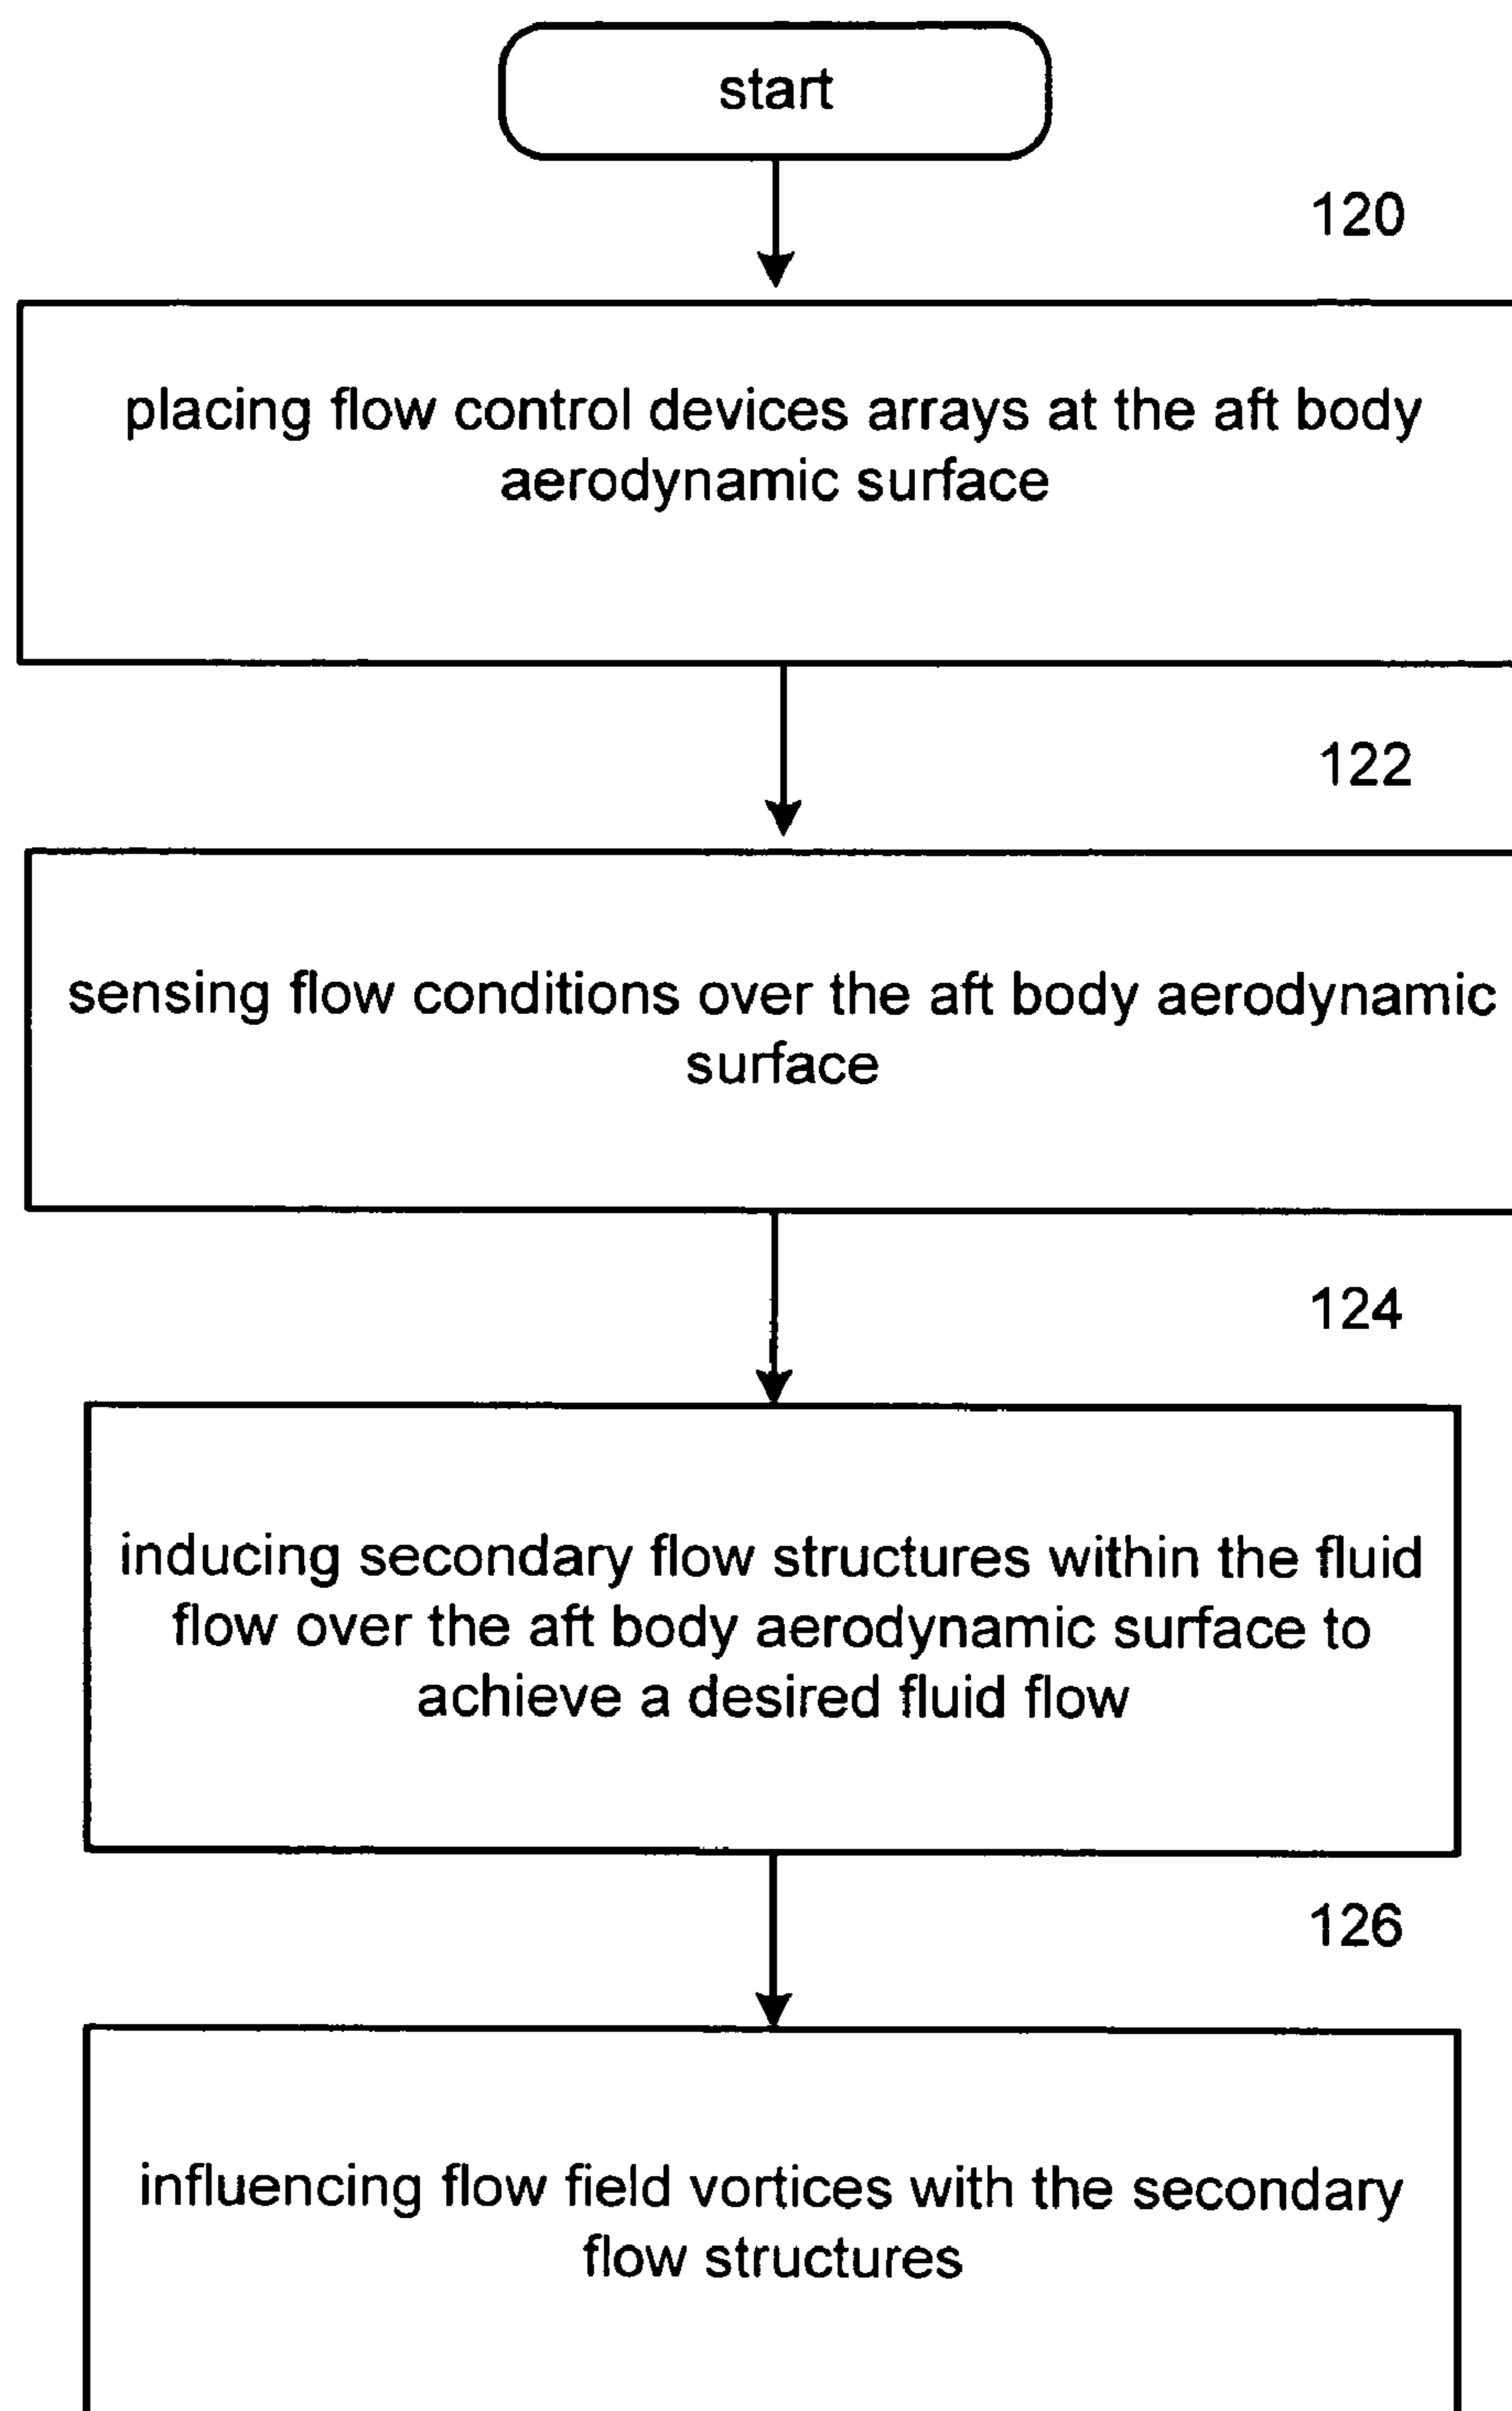 start
120
placing flow control devices arrays at the aft body
aerodynamic surface
122
sensing flow conditions over the aft body aerodynamic
surface
124
inducing secondary flow structures within the fluid
flow over the aft body aerodynamic surface to
achieve a desired fluid flow
126
influencing flow field vortices with the secondary
flow structures